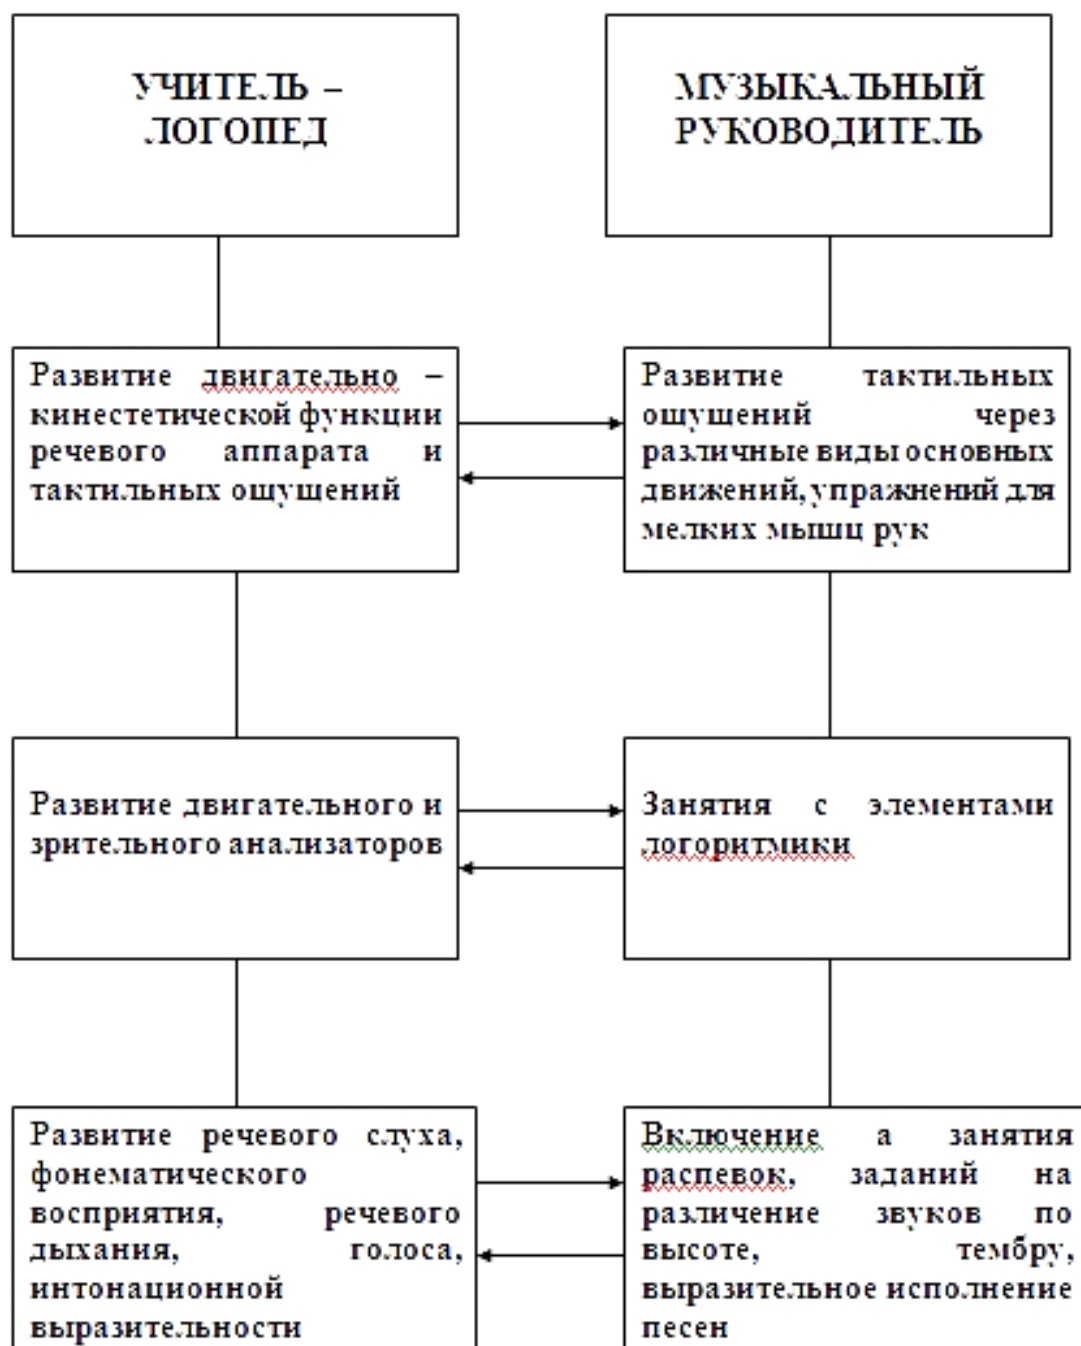 УЧИТЕЛЬ –
ЛОГОПЕД
МУЗЫКАЛЬНЫЙ
РУКОВОДИТЕЛЬ
Развитие двигательно –
кинестетической функции
речевого аппарата и
тактильных ощущений
Развитие тактильных
ощущений через
различные виды основных
движений, упражнений для
мелких мышц рук
Развитие двигательного и
зрительного анализаторов
Занятия с элементами
логоритмики
Развитие речевого слуха,
фонематического
восприятия, речевого
дыхания, голоса,
интонационной
выразительности
Включение а занятия
распевок, заданий на
различение звуков по
высоте, тембру,
выразительное исполнение
песен